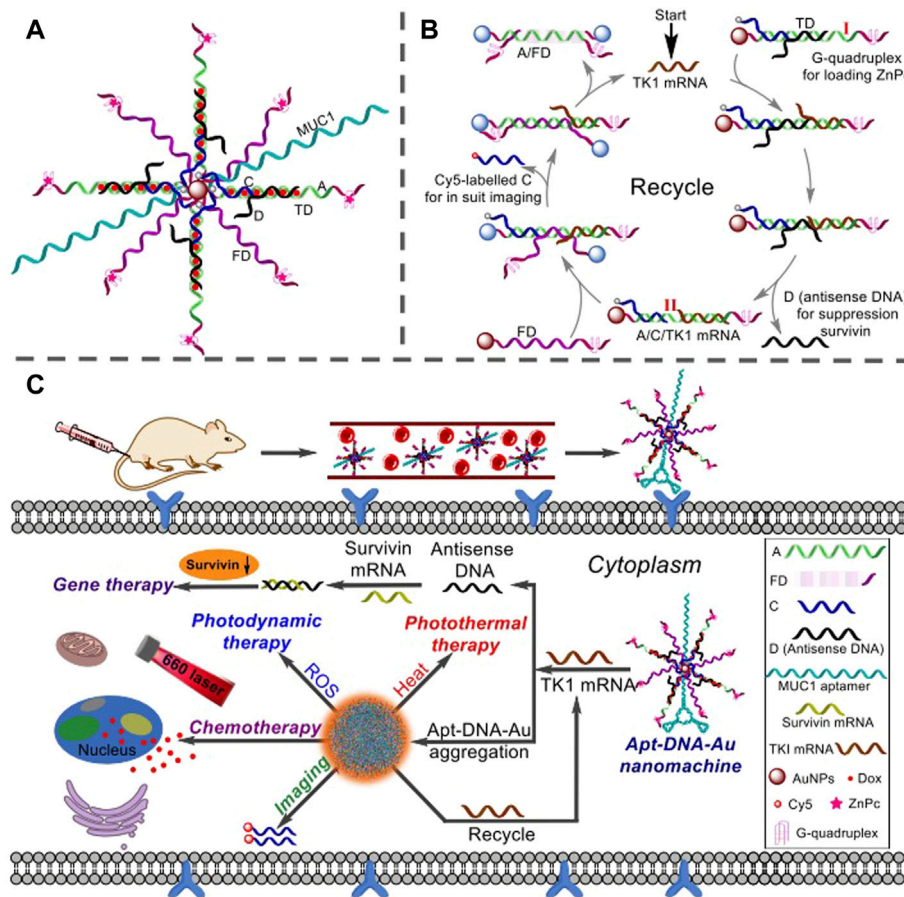 A
MUC1
C
A
D
TD
FD
B
Start
TD
I
A/FD
TK1 mRNA
G-quadruplex
for loading ZnPc
Cy5-labelled C
for in suit imaging
Recycle
II
D (antisense DNA)
for suppression
survivin
FD
A/C/TK1 mRNA
C
Survivin
Survivin
mRNA
Antisense
DNA
Cytoplasm
Gene therapy
Photodynamic
therapy
Photothermal
therapy
660 laser
ROS
Heat
TK1 mRNA
Chemotherapy
Nucleus
Apt-DNA-Au
aggregation
Apt-DNA-Au
nanomachine
Imaging
Recycle
A
FD
C
D (Antisense DNA)
MUC1 aptamer
Survivin mRNA
TKI mRNA
AuNPs
Dox
Cy5
ZnPc
G-quadruplex